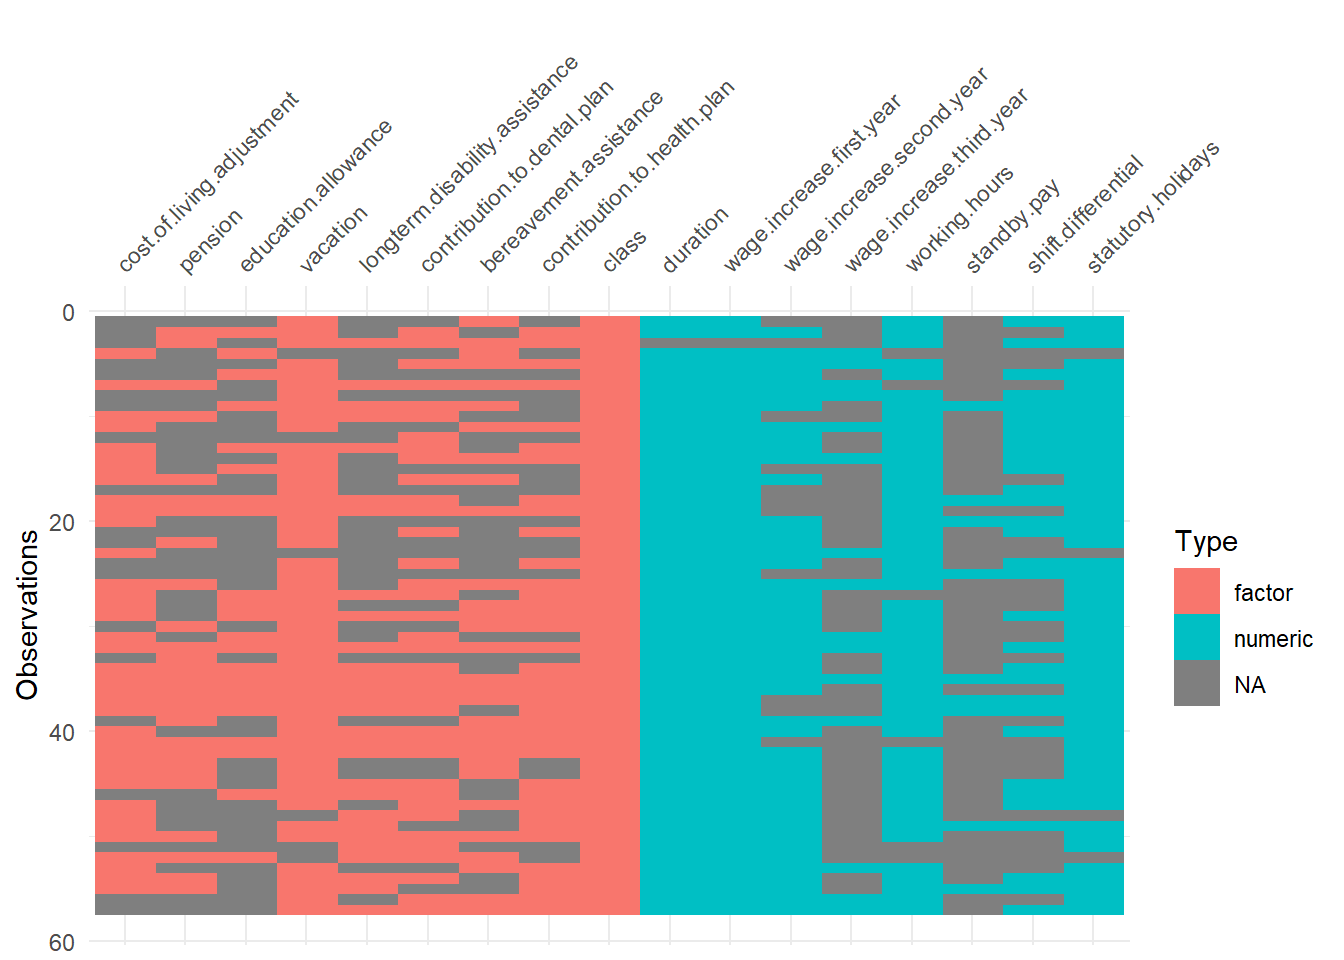 cost.of.living.adjustment
pension
education.allowance
vacation
longterm.disability.assistance
contribution.to.dental.plan
bereavement.assistance
contribution.to.health.plan
class
duration
wage.increase.first.year
wage.increase.second.year
wage.increase.third.year
working.hours
standby.pay
shift.differential
statutory.holidays
0
20
40
60
Observations
Type
factor
numeric
NA